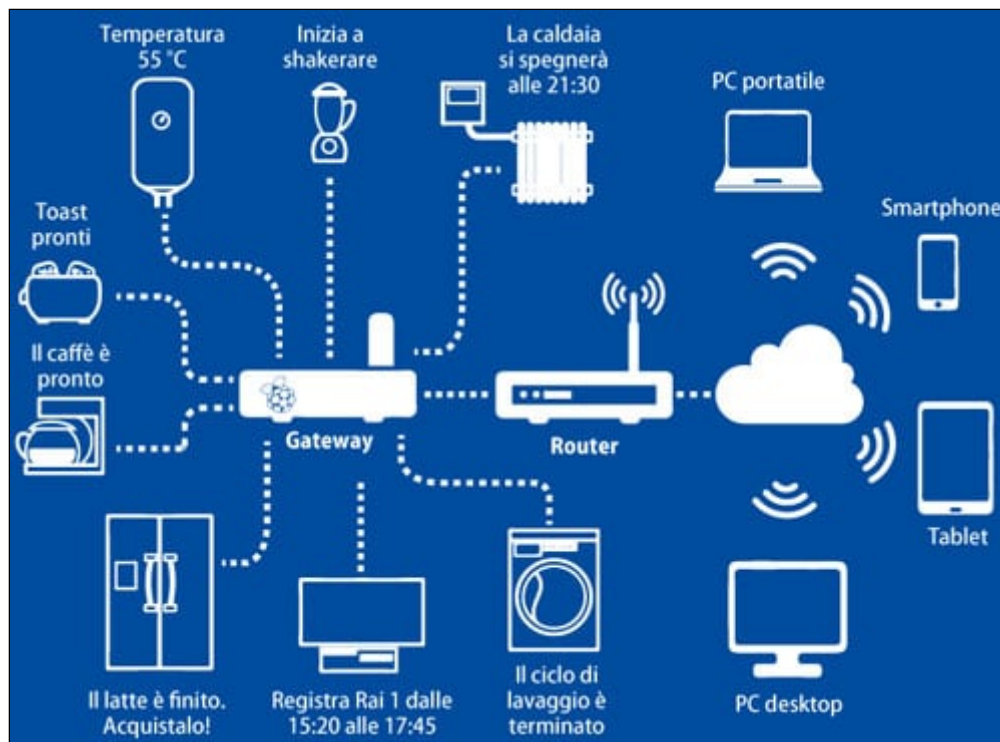 Temperatura
55 °C
Inizia a
shakerare
La caldaia
si spegnerà
alle 21:30
PC portatile
Smartphone
Toast
pronti
Il caffè è
pronto
Gateway
Router
Tablet
Il latte è finito.
Acquistalo!
Registra Rai 1 dalle
15:20 alle 17:45
Il ciclo di
lavaggio è
terminato
PC desktop